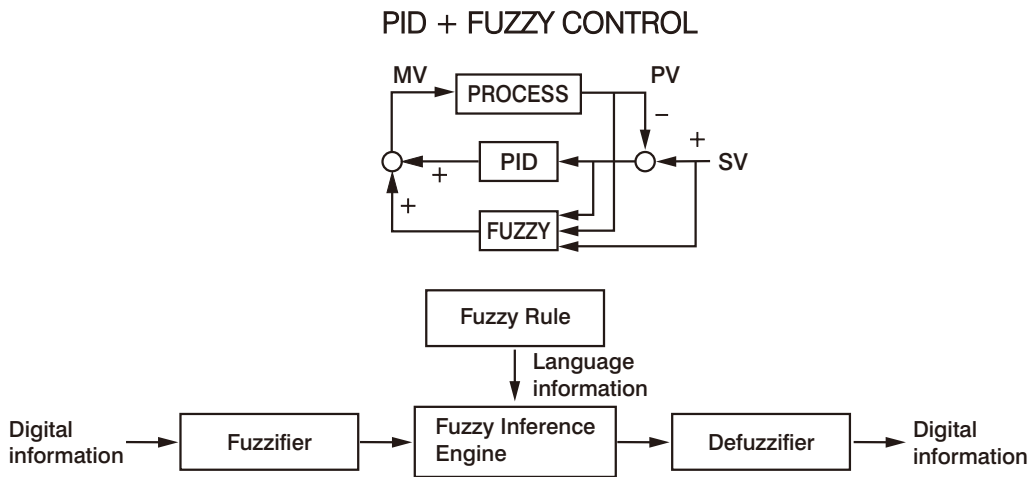 PID + FUZZY CONTROL
MV
PROCESS
PV
−
+
PID
+
SV
+
FUZZY
Fuzzy Rule
Language
information
Digital
information
Fuzzifier
Fuzzy Inference
Engine
Defuzzifier
Digital
information